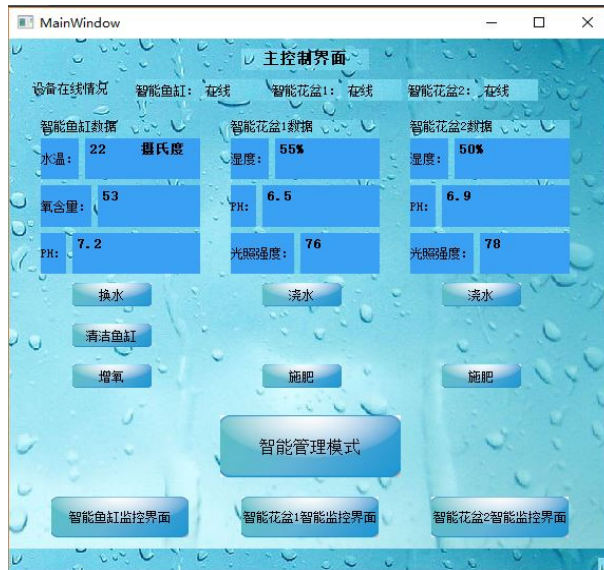 MainWindow
主控制界面
设备在线情况 智能鱼缸： 在线 智能花盆1： 在线 智能花盆2： 在线
智能鱼缸数据 智能花盆1数据 智能花盆2数据
水温： 22 摄氏度 湿度： 55% 湿度： 50%
氧含量： 53 PH： 6.5 PH： 6.9
PH： 7.2 光照强度： 76 光照强度： 78
换水 浇水 浇水
清洁鱼缸
增氧 施肥 施肥
智能管理模式
智能鱼缸监控界面 智能花盆1智能监控界面 智能花盆2智能监控界面